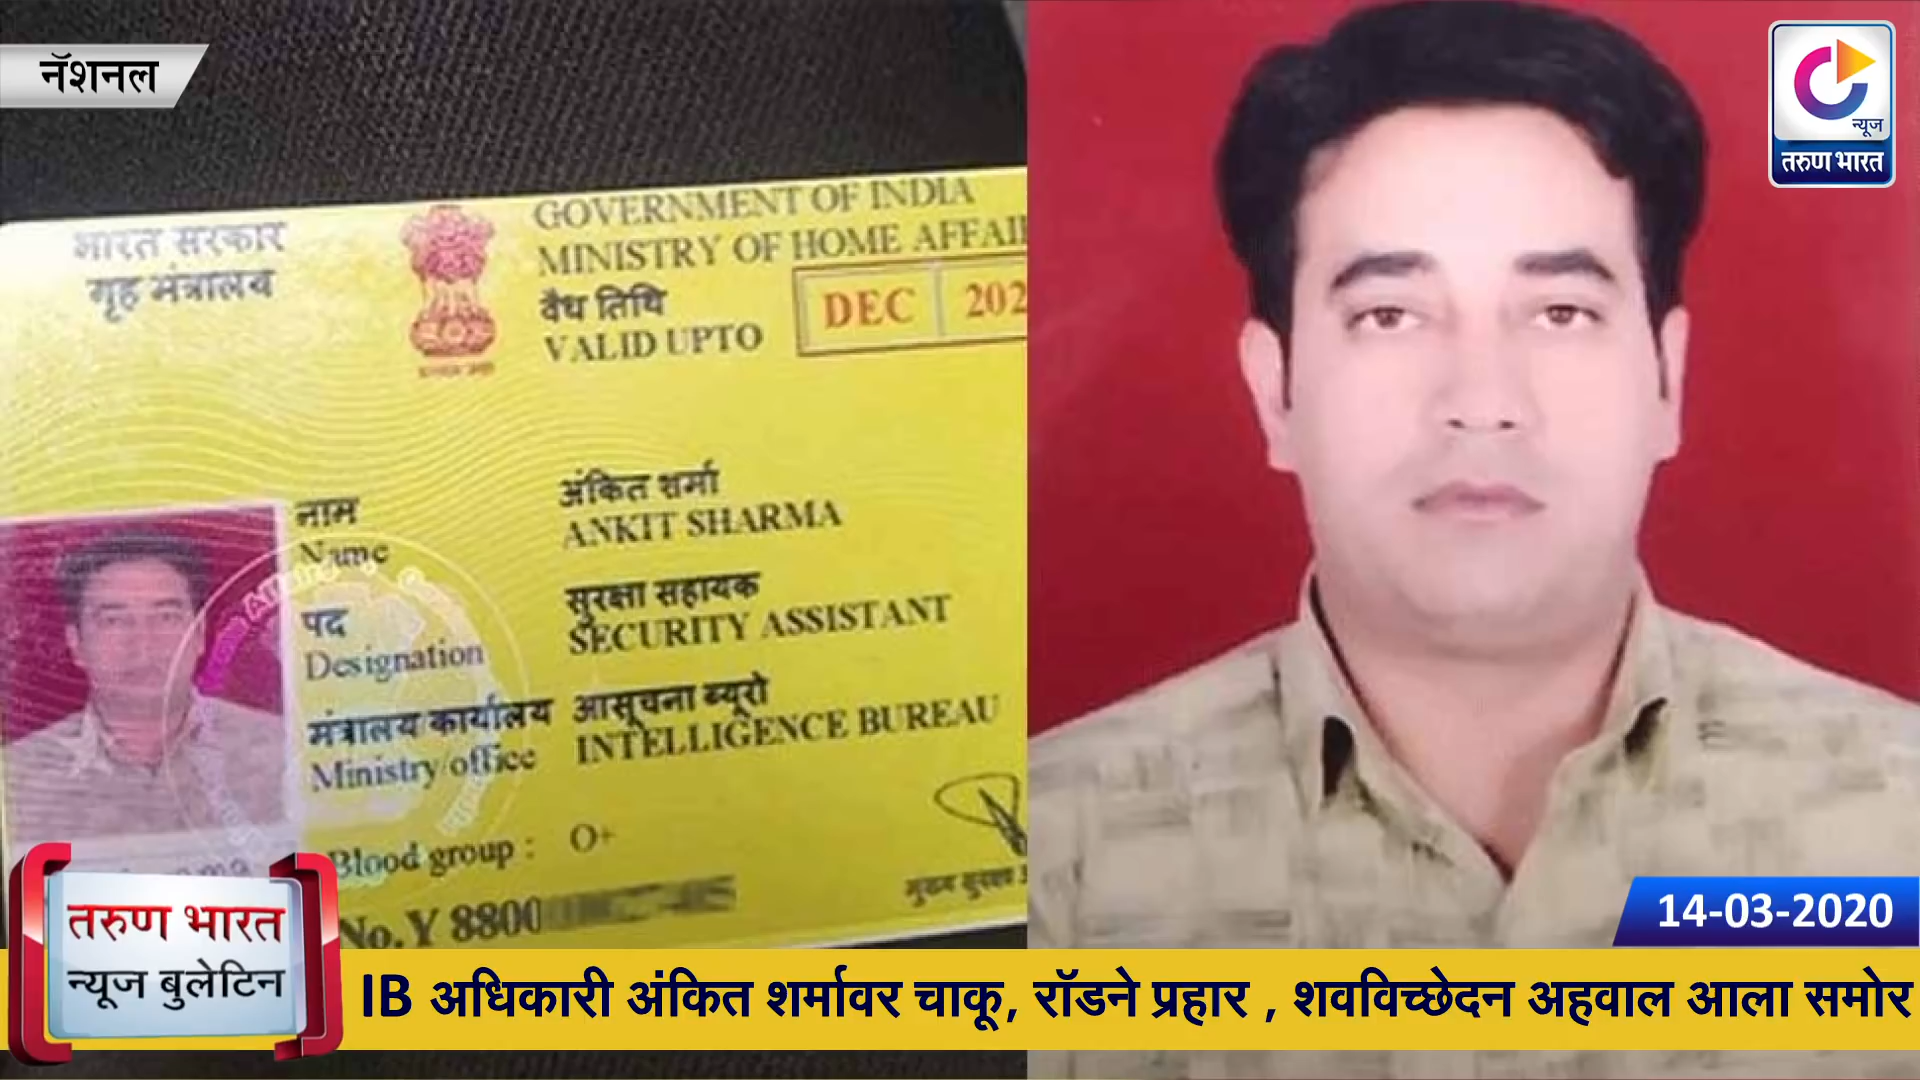 नॅशनल
न्यूज
तरुण भारत
भारत सरकार
गृह मंत्रालय
GOVERNMENT OF INDIA
MINISTRY OF HOME AFFAI
वैध तिथि
VALID UPTO
DEC 202
नाम
Name
अंकित शर्मा
ANKIT SHARMA
पद
Designation
सुरक्षा सहायक
SECURITY ASSISTANT
मंत्रालय कार्यालय
Ministry/office
आसूचना ब्यूरो
INTELLIGENCE BUREAU
Blood group : O+
No. Y 8800
मुख्य सुरक्षा
14-03-2020
तरुण भारत
न्यूज बुलेटिन
IB अधिकारी अंकित शर्मावर चाकू, रॉडने प्रहार , शवविच्छेदन अहवाल आला समोर